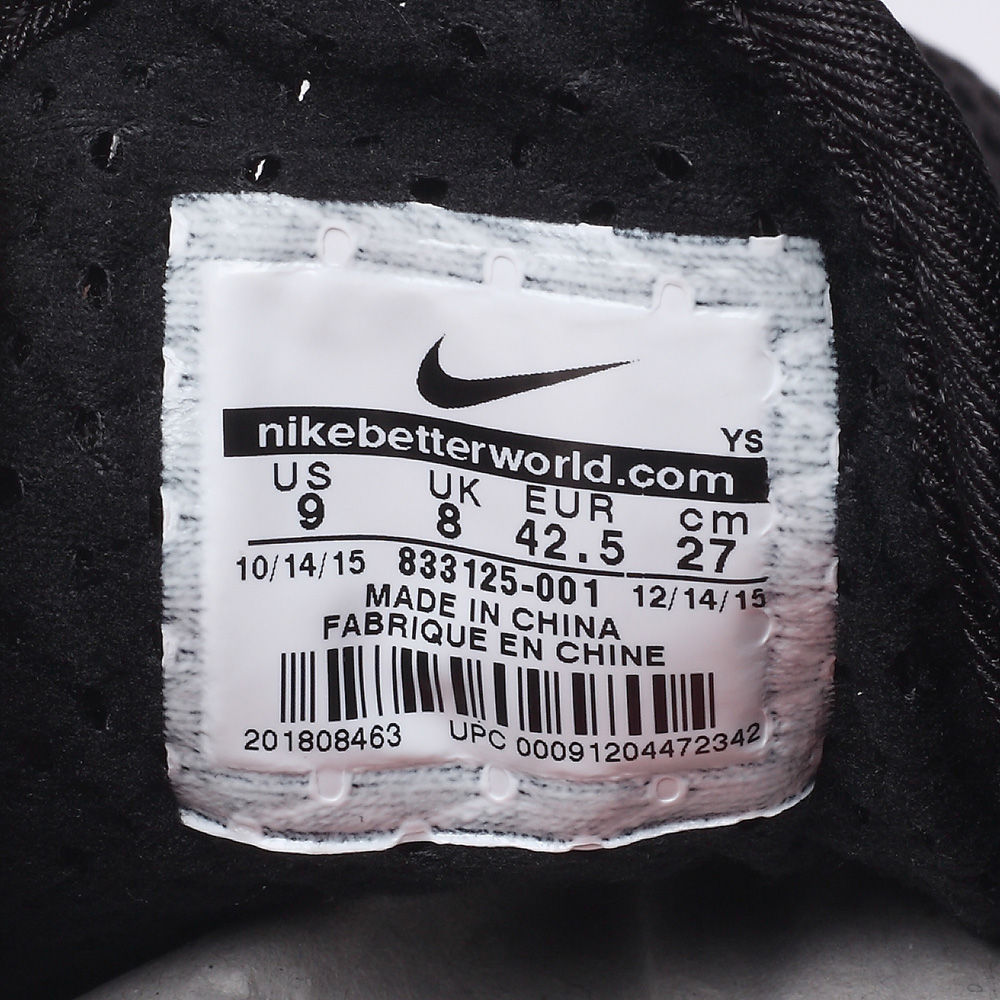 YS
nikebetterworld.com
US UK EUR cm
9 8 42.5 27
10/14/15 833125-001 12/14/15
MADE IN CHINA
FABRIQUE EN CHINE
201808463 UPC 00091204472342